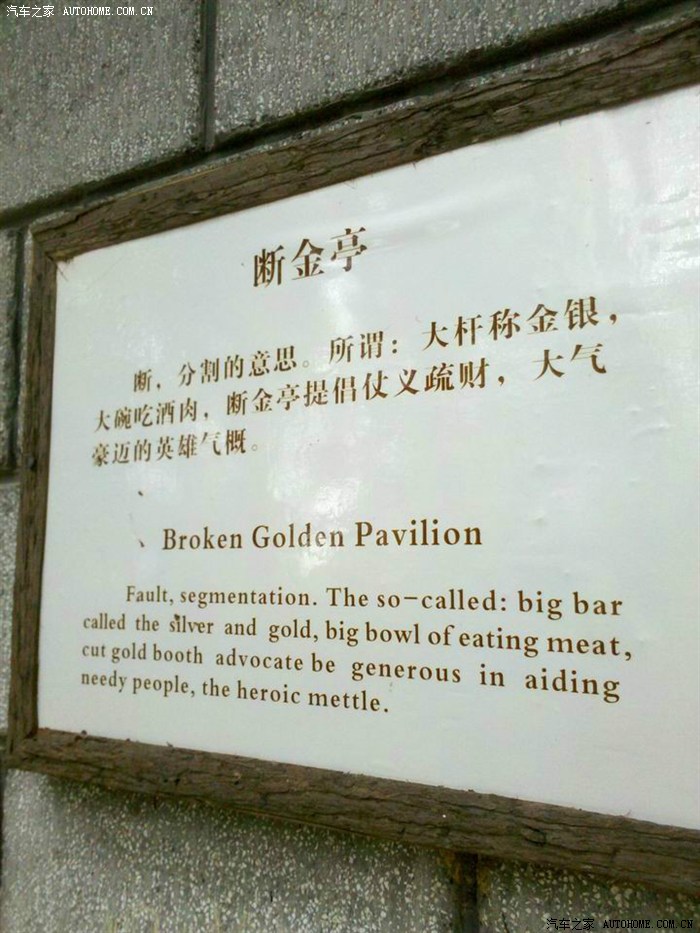 汽车之家 AUTOHOME.COM.CN
断金亭
断，分割的意思。所谓：大杆称金银，
大碗吃酒肉，断金亭提倡仗义疏财，大气
豪迈的英雄气概。
、
、 Broken Golden Pavilion
Fault, segmentation. The so-called: big bar
called the silver and gold, big bowl of eating meat,
cut gold booth advocate be generous in aiding
needy people, the heroic mettle.
汽车之家 AUTOHOME.COM.CN